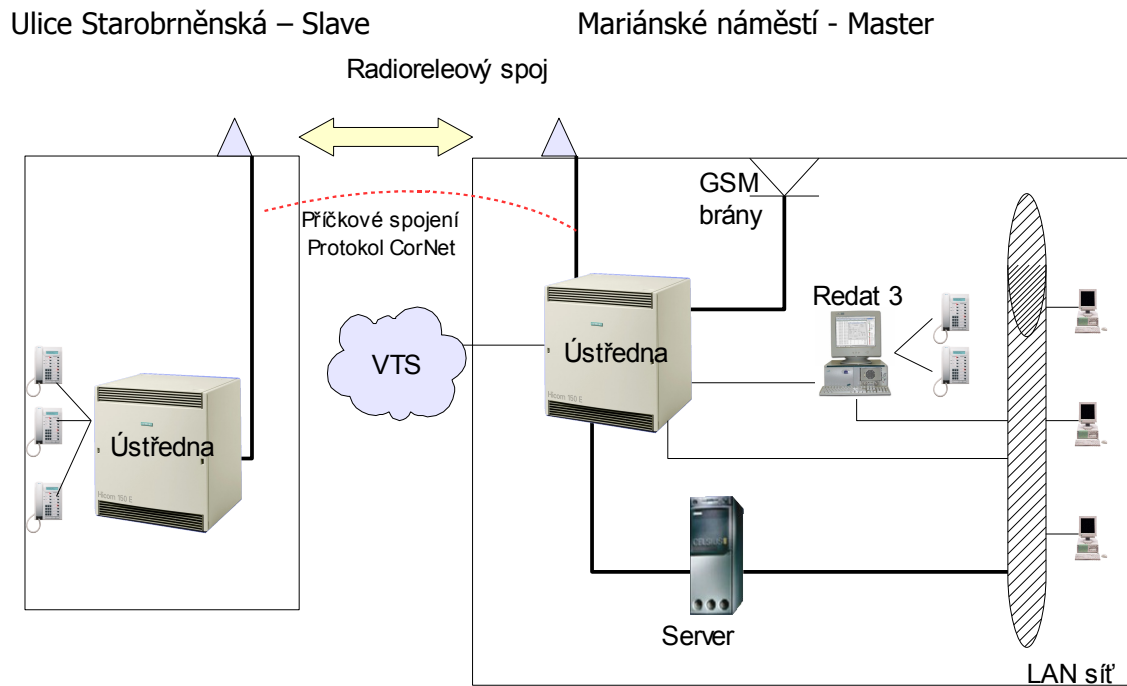 Ulice Starobrněnská – Slave
Mariánské náměstí - Master
Radioreleový spoj
GSM
brány
Příčkové spojení
Protokol CorNet
Redat 3
VTS
Ústředna
Hicom 150 E
Ústředna
Hicom 150 E
Server
LAN síť